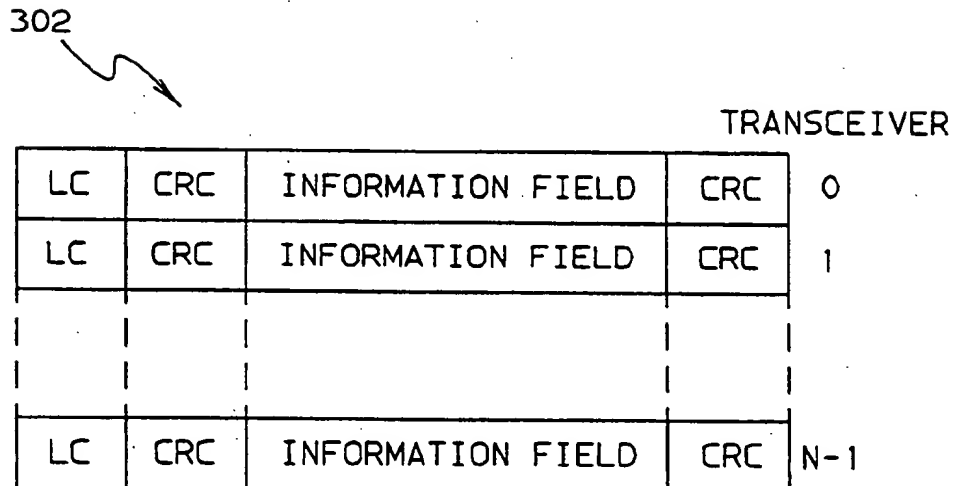 302
TRANSCEIVER
LC CRC INFORMATION FIELD CRC 0
LC CRC INFORMATION FIELD CRC 1
LC CRC INFORMATION FIELD CRC N-1